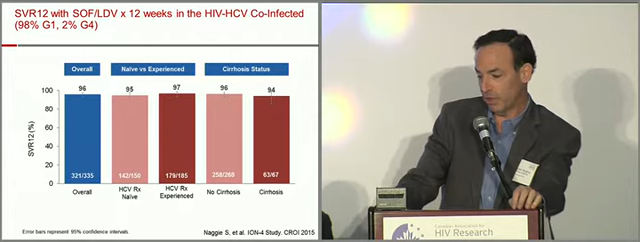 SVR12 with SOF/LDV x 12 weeks in the HIV-HCV Co-Infected
(98% G1, 2% G4)
Overall
Naïve vs Experienced
Cirrhosis Status
96
95
97
96
94
100
80
60
40
20
0
SVR12 (%)
321/335
142/150
179/185
258/268
63/67
Overall
HCV Rx
Naïve
HCV Rx
Experienced
No Cirrhosis
Cirrhosis
Error bars represent 95% confidence intervals.
Naggie S, et al. ION-4 Study. CROI 2015
HIV Research